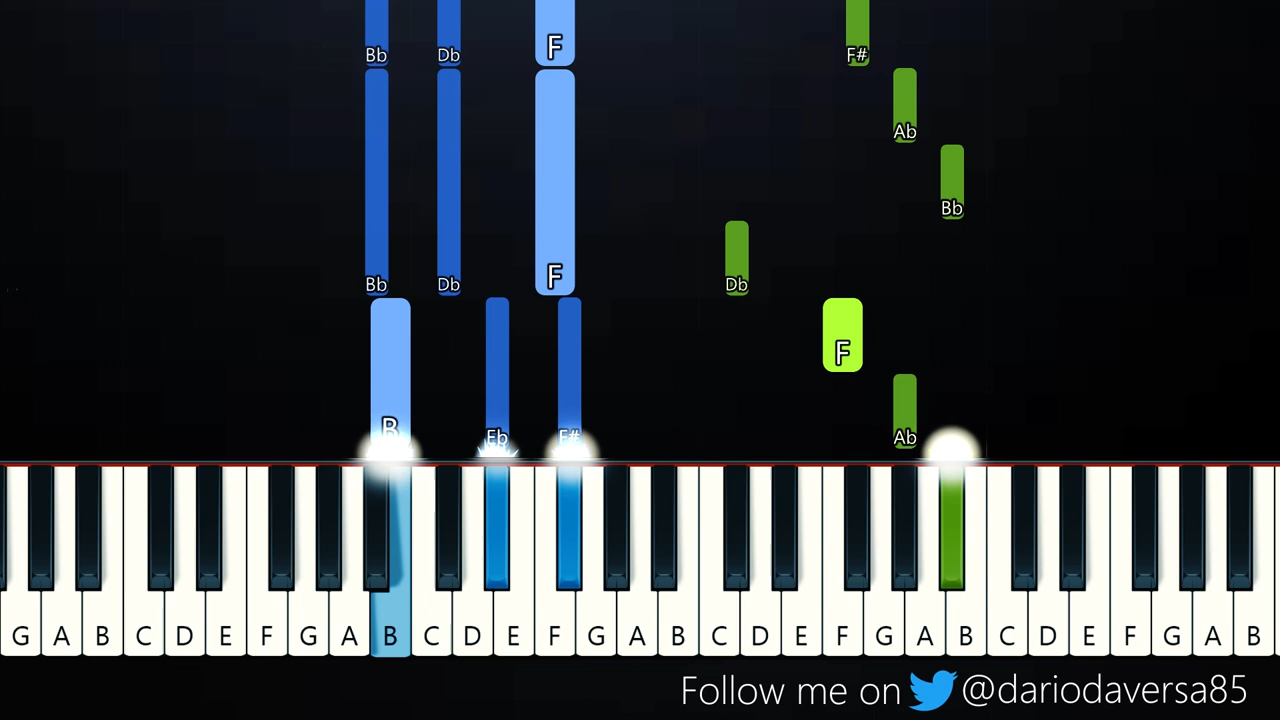 Bb Db F F#
Ab
Bb
Bb Db F Db
F
B Eb F# Ab
G A B C D E F G A B C D E F G A B C D E F G A B C D E F G A B
Follow me on @dariodaversa85